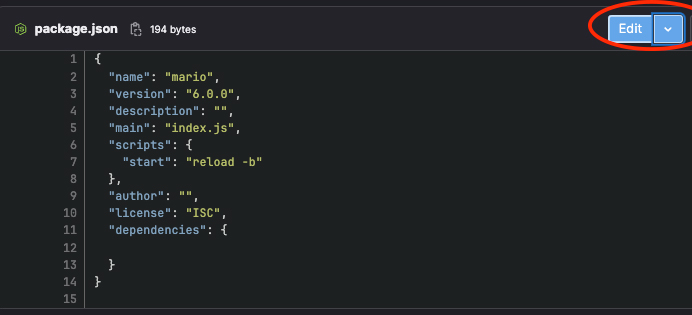 package.json 194 bytes Edit
1 {
2 "name": "mario",
3 "version": "6.0.0",
4 "description": "",
5 "main": "index.js",
6 "scripts": {
7 "start": "reload -b"
8 },
9 "author": "",
10 "license": "ISC",
11 "dependencies": {
12
13 }
14 }
15